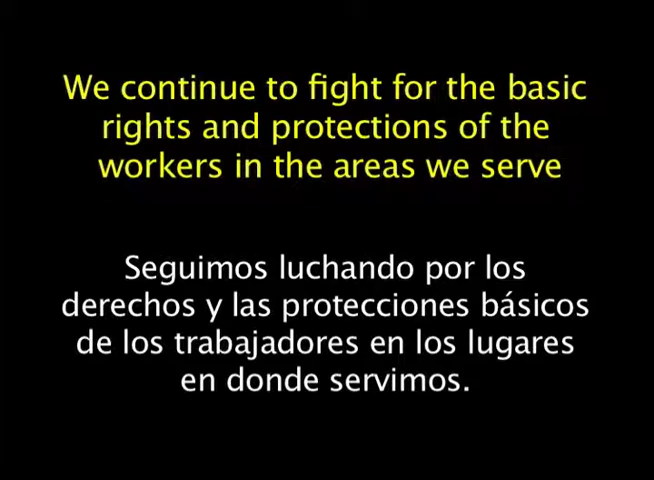 We continue to fight for the basic
rights and protections of the
workers in the areas we serve
Seguimos luchando por los
derechos y las protecciones básicos
de los trabajadores en los lugares
en donde servimos.